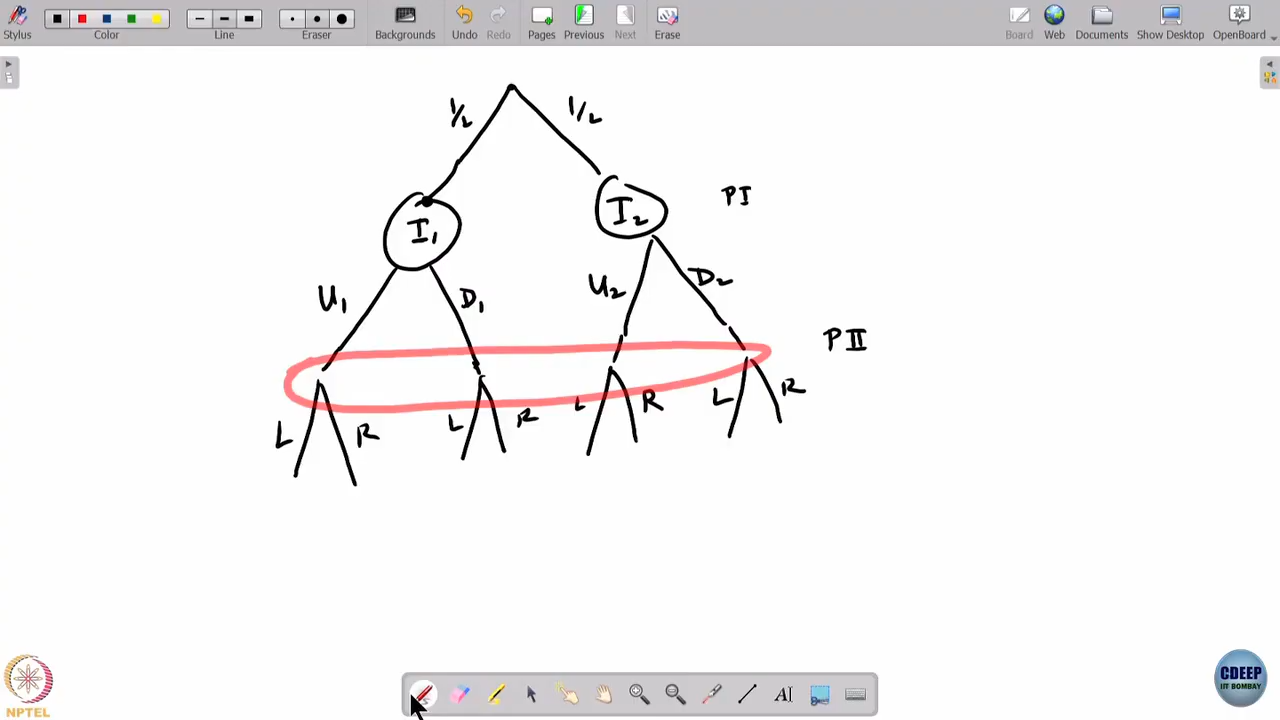 Stylus
Color
Line
Eraser
Backgrounds
Undo
Redo
Pages
Previous
Next
Erase
Board
Web
Documents
Show Desktop
OpenBoard
1/2
1/2
I1
I2
PI
U1
D1
U2
D2
PII
L
R
L
R
L
R
L
R
NPTEL
AI
CDEEP
IIT BOMBAY